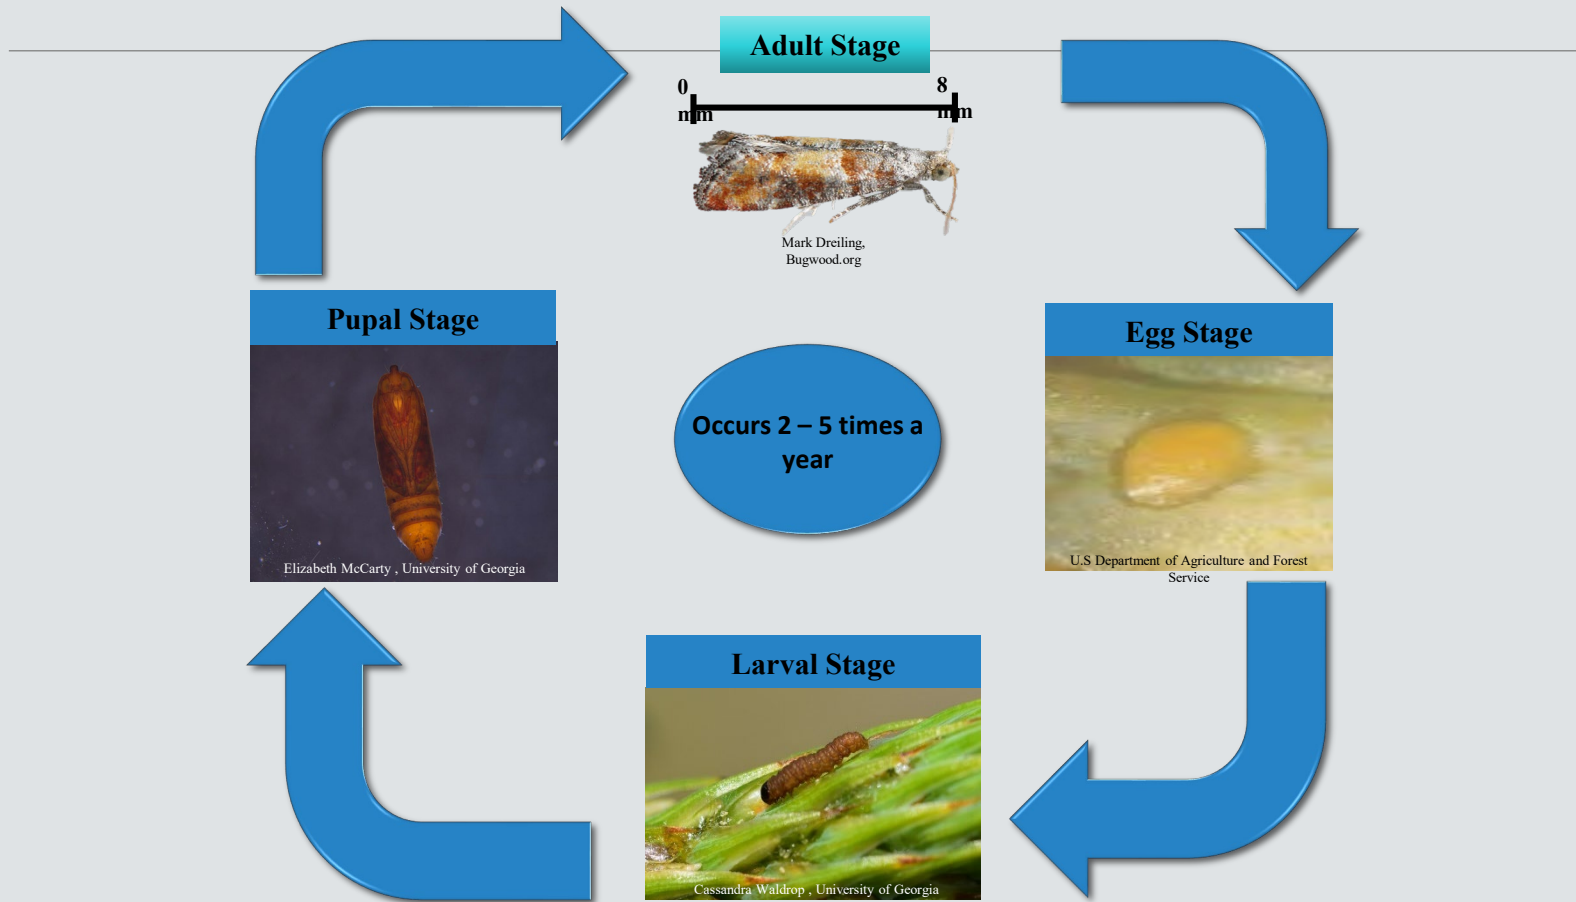 Adult Stage
0
mm
8
mm
Mark Dreiling,
Bugwood.org
Pupal Stage
Elizabeth McCarty , University of Georgia
Egg Stage
U.S Department of Agriculture and Forest
Service
Occurs 2 – 5 times a
year
Larval Stage
Cassandra Waldrop , University of Georgia